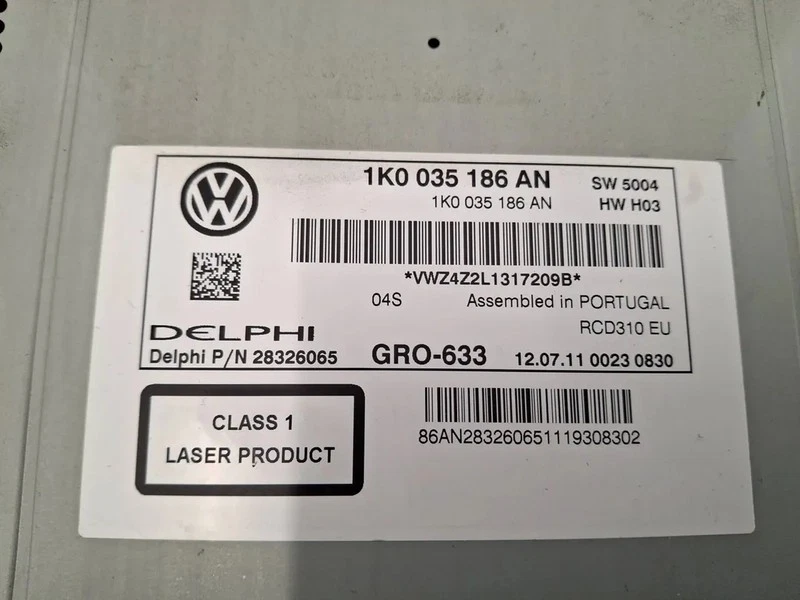 1K0 035 186 AN SW 5004
1K0 035 186 AN HW H03
*VWZ4Z2L1317209B*
04S Assembled in PORTUGAL
RCD310 EU
DELPHI
Delphi P/N 28326065 GRO-633 12.07.11 0023 0830
CLASS 1
LASER PRODUCT
86AN283260651119308302